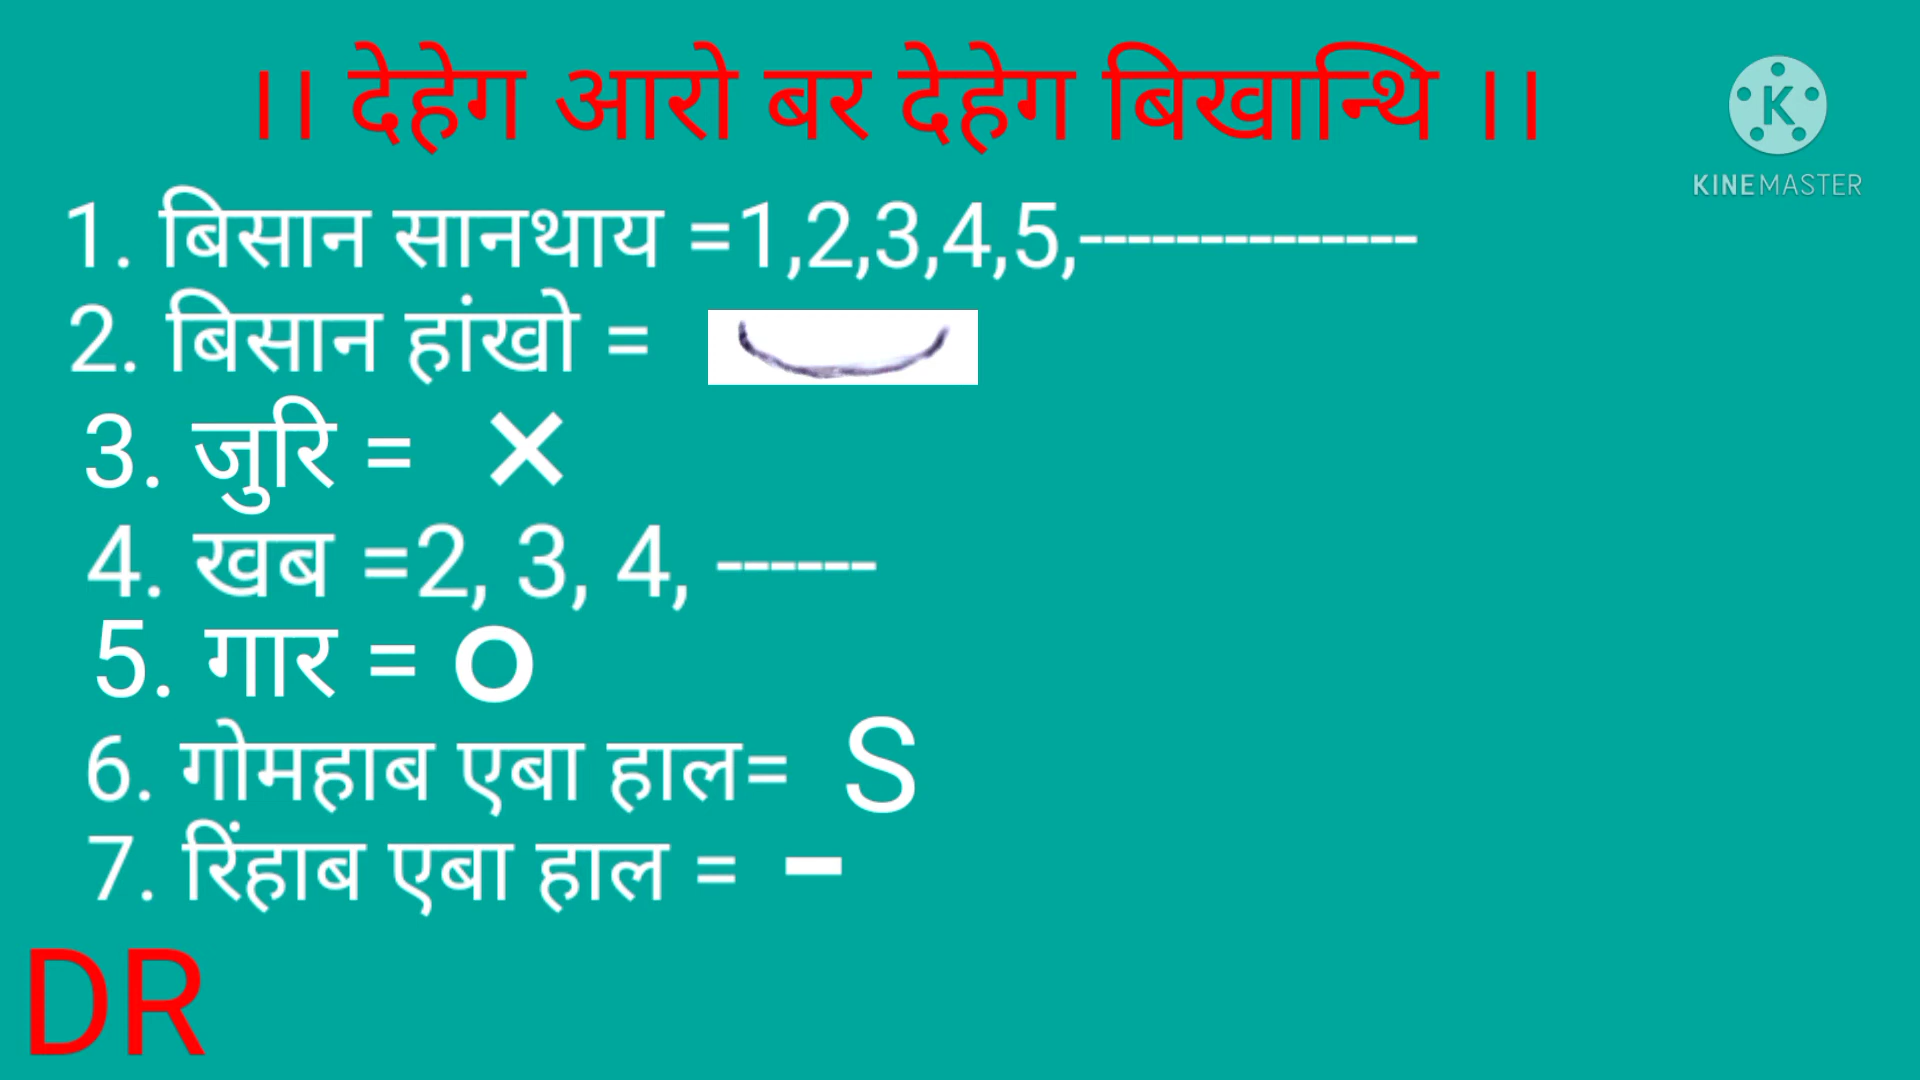 ।। देहेग आरो बर देहेग बिखान्थि ।।
KINEMASTER
1. बिसान सानथाय =1,2,3,4,5,--------------
2. बिसान हांखो =
3. जुरि = ×
4. खब =2, 3, 4, ------
5. गार = o
6. गोमहाब एबा हाल= S
7. रिंहाब एबा हाल = -
DR